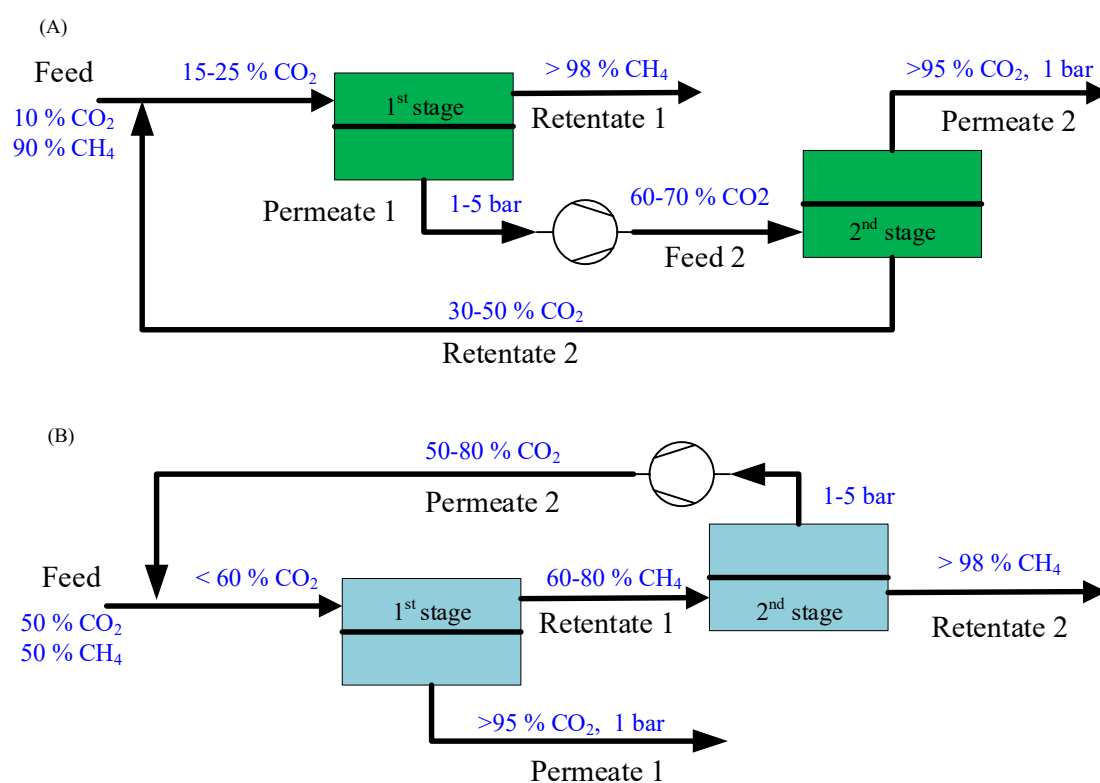 (A)
Feed
15-25 % CO₂
> 98 % CH₄
>95 % CO₂, 1 bar
10 % CO₂
90 % CH₄
1ˢᵗ stage
Retentate 1
Permeate 2
Permeate 1
1-5 bar
60-70 % CO2
Feed 2
2ⁿᵈ stage
30-50 % CO₂
Retentate 2
(B)
50-80 % CO₂
Permeate 2
1-5 bar
Feed
< 60 % CO₂
60-80 % CH₄
> 98 % CH₄
50 % CO₂
50 % CH₄
1ˢᵗ stage
Retentate 1
2ⁿᵈ stage
Retentate 2
>95 % CO₂, 1 bar
Permeate 1